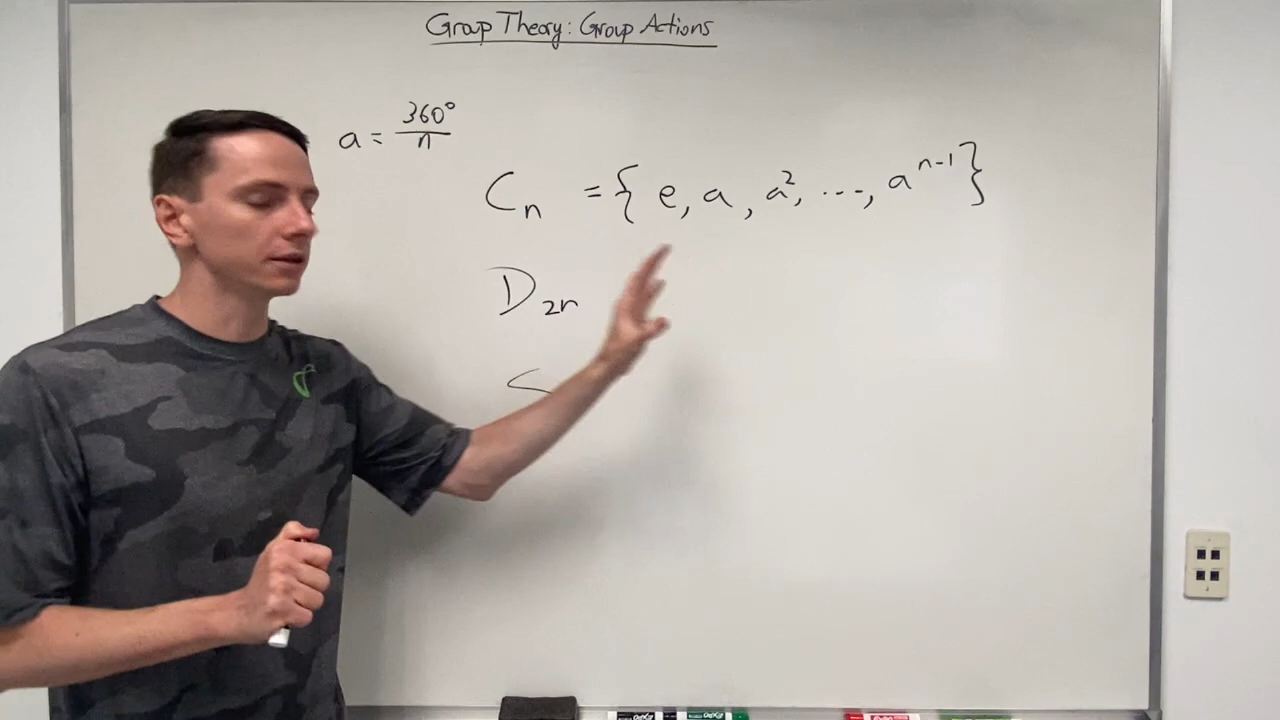 Group Theory: Group Actions
a = 360°/n
Cₙ = { e, a, a², ..., aⁿ⁻¹ }
D₂ₙ
S